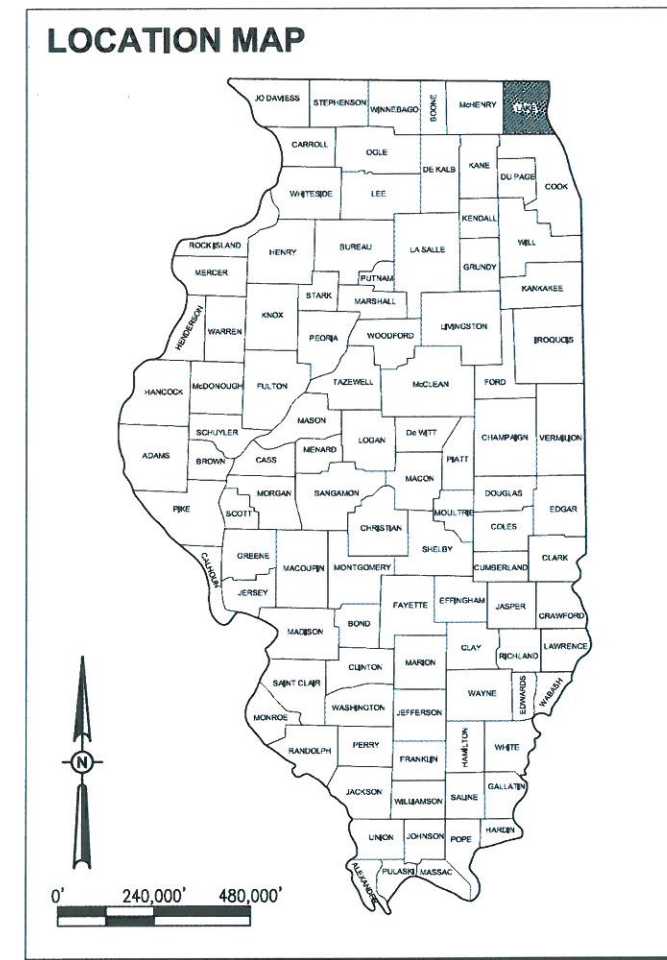 LOCATION MAP
JO DAVIESS
STEPHENSON
WINNEBAGO
BOONE
McHENRY
LAKE
CARROLL
OGLE
DE KALB
KANE
DU PAGE
COOK
WHITESIDE
LEE
KENDALL
WILL
ROCK ISLAND
HENRY
BUREAU
LA SALLE
GRUNDY
MERCER
PUTNAM
KANKAKEE
STARK
MARSHALL
HENDERSON
WARREN
KNOX
PEORIA
WOODFORD
LIVINGSTON
IROQUOIS
HANCOCK
McDONOUGH
FULTON
TAZEWELL
McCLEAN
FORD
MASON
SCHUYLER
LOGAN
De WITT
CHAMPAIGN
VERMILION
ADAMS
BROWN
CASS
MENARD
PIATT
MACON
PIKE
SCOTT
MORGAN
SANGAMON
MOULTRIE
DOUGLAS
EDGAR
CHRISTIAN
COLES
CALHOUN
GREENE
MACOUPIN
MONTGOMERY
SHELBY
CUMBERLAND
CLARK
JERSEY
FAYETTE
EFFINGHAM
JASPER
CRAWFORD
MADISON
BOND
CLAY
RICHLAND
LAWRENCE
CLINTON
MARION
SAINT CLAIR
WAYNE
EDWARDS
WABASH
WASHINGTON
JEFFERSON
MONROE
RANDOLPH
PERRY
HAMILTON
WHITE
FRANKLIN
JACKSON
WILLIAMSON
SALINE
GALLATIN
UNION
JOHNSON
POPE
HARDIN
ALEXANDER
PULASKI
MASSAC
N
0' 240,000' 480,000'